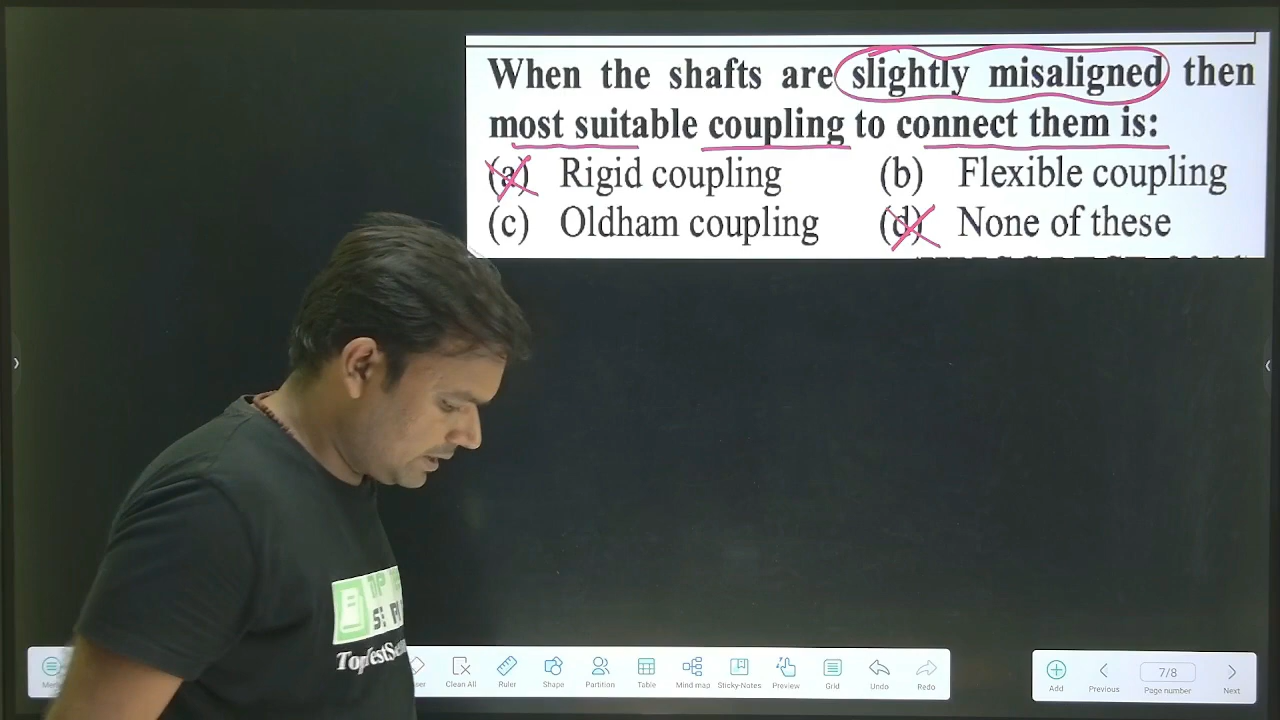 When the shafts are slightly misaligned then
most suitable coupling to connect them is:
(a) Rigid coupling (b) Flexible coupling
(c) Oldham coupling (d) None of these
Clean All Ruler Shape Partition Table Mind map Sticky-Notes Preview Grid Undo Redo
Add Previous 7/8 Page number Next